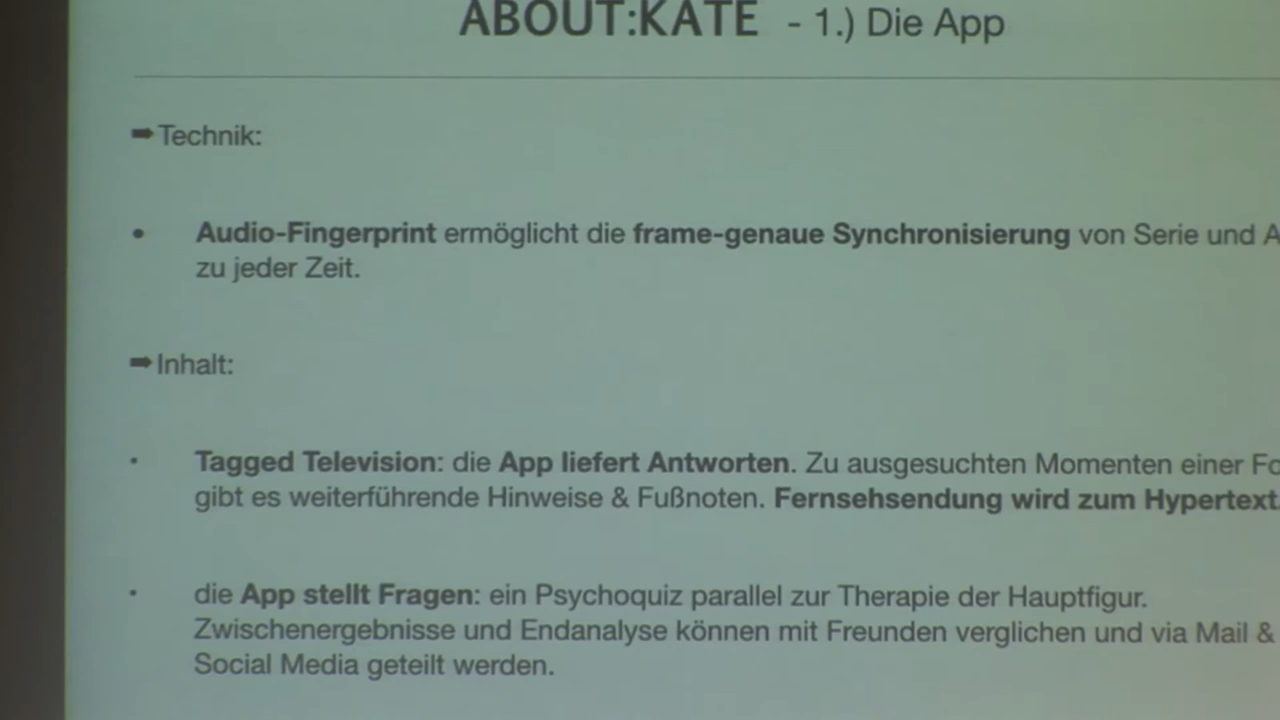 ABOUT:KATE - 1.) Die App
➡Technik:
• Audio-Fingerprint ermöglicht die frame-genaue Synchronisierung von Serie und
zu jeder Zeit.
➡Inhalt:
· Tagged Television: die App liefert Antworten. Zu ausgesuchten Momenten einer
gibt es weiterführende Hinweise & Fußnoten. Fernsehsendung wird zum Hypertext.
· die App stellt Fragen: ein Psychoquiz parallel zur Therapie der Hauptfigur.
Zwischenergebnisse und Endanalyse können mit Freunden verglichen und via Mail &
Social Media geteilt werden.